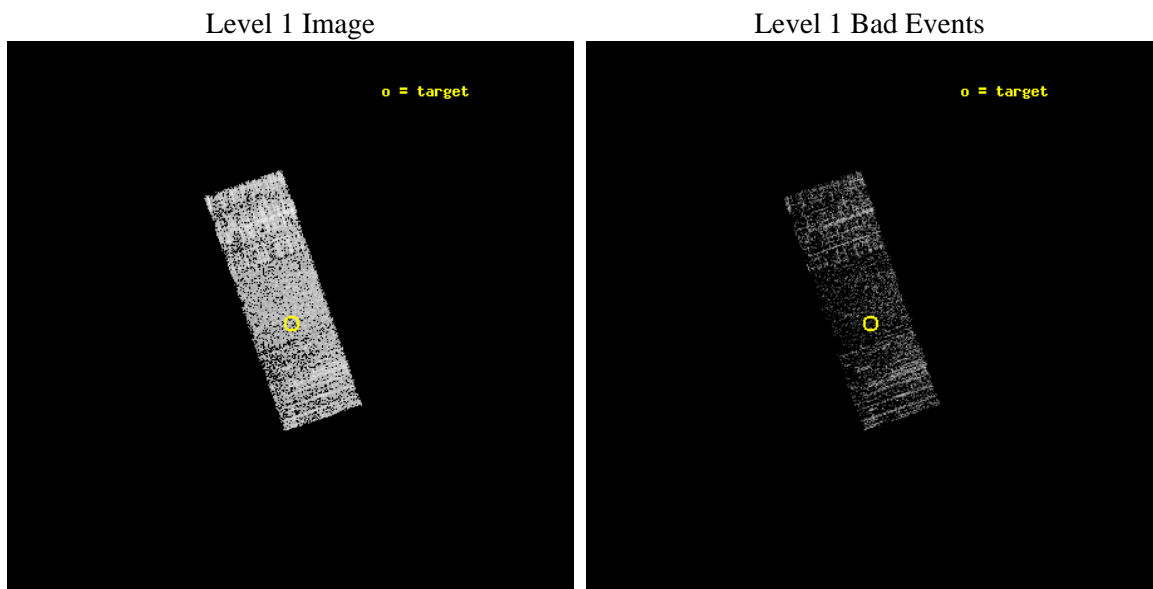 Level 1 Image
Level 1 Bad Events
o = target
o = target